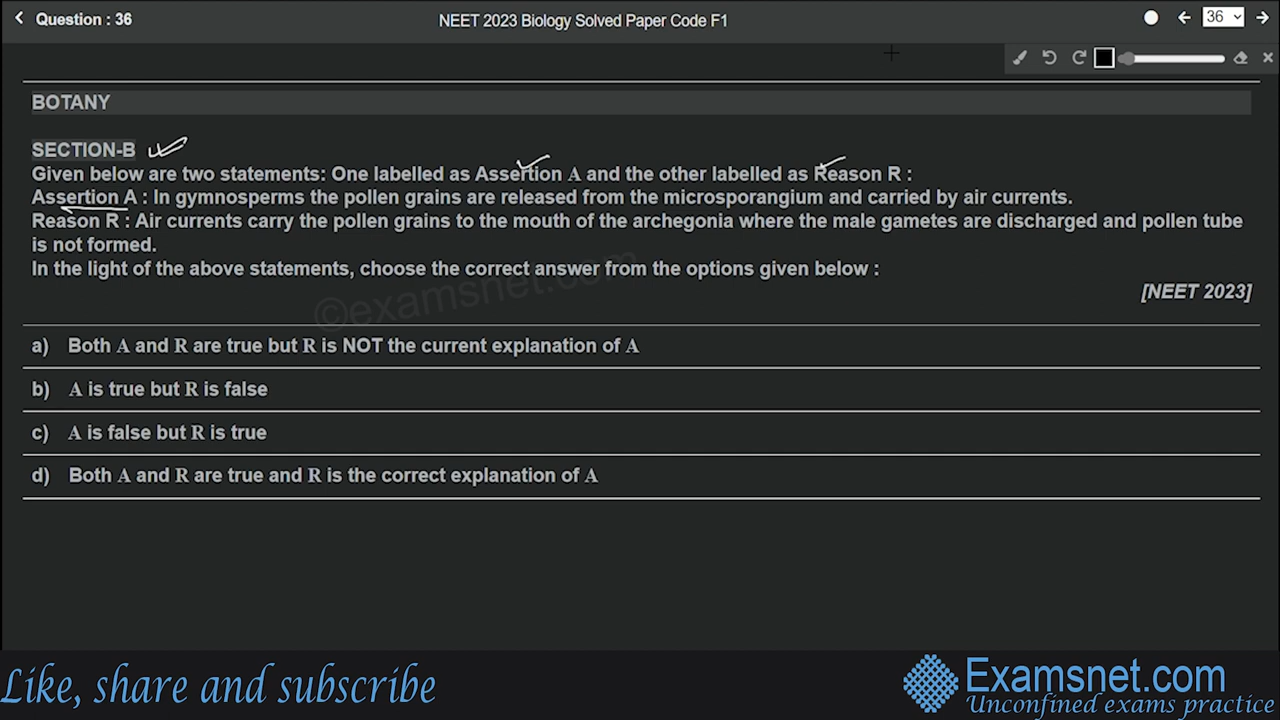 Question : 36
NEET 2023 Biology Solved Paper Code F1
36
BOTANY
SECTION-B
Given below are two statements: One labelled as Assertion A and the other labelled as Reason R :
Assertion A : In gymnosperms the pollen grains are released from the microsporangium and carried by air currents.
Reason R : Air currents carry the pollen grains to the mouth of the archegonia where the male gametes are discharged and pollen tube
is not formed.
In the light of the above statements, choose the correct answer from the options given below :
©examsnet.com
[NEET 2023]
a) Both A and R are true but R is NOT the current explanation of A
b) A is true but R is false
c) A is false but R is true
d) Both A and R are true and R is the correct explanation of A
Like, share and subscribe
Examsnet.com
Unconfined exams practice